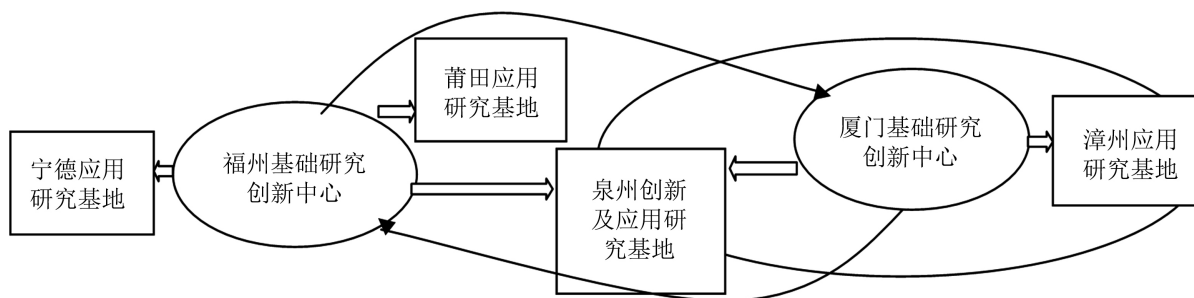 宁德应用
研究基地
福州基础研究
创新中心
莆田应用
研究基地
泉州创新
及应用研
究基地
厦门基础研究
创新中心
漳州应用
研究基地